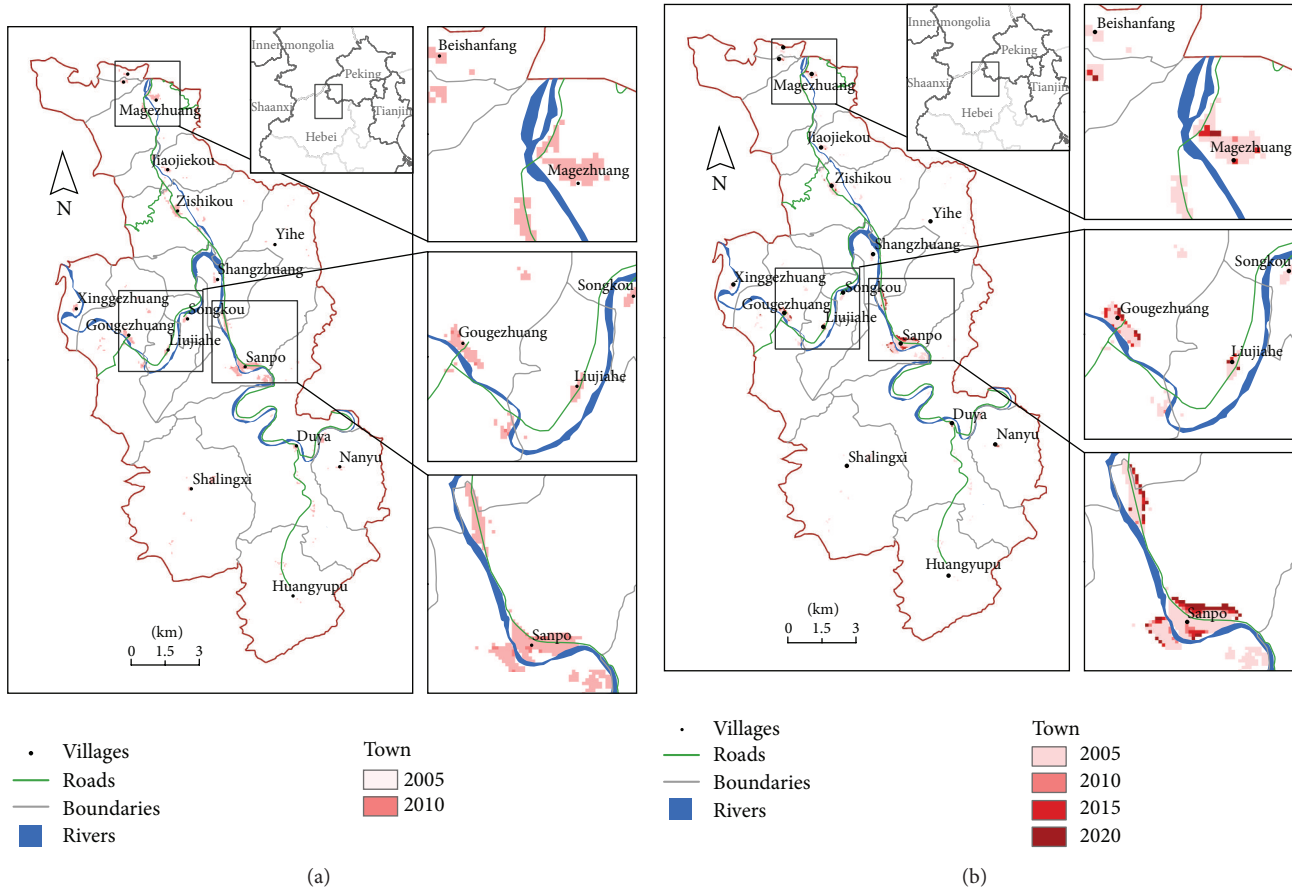 (a)
Inner mongolia
Peking
Shaanxi
Tianjin
Hebei
Magezhuang
Jiaojiekou
N
Zishikou
Yihe
Shangzhuang
Xinggezhuang
Songkou
Gougezhuang
Liujiahe
Sanpo
Duya
Nanyu
Shalingxi
Huangyupu
(km)
0 1.5 3
Beishanfang
Magezhuang
Songkou
Gougezhuang
Liujiahe
Sanpo
Villages
Roads
Boundaries
Rivers
Town
2005
2010
(a)
(b)
Inner mongolia
Peking
Shaanxi
Tianjin
Hebei
Magezhuang
Jiaojiekou
N
Zishikou
Yihe
Shangzhuang
Xinggezhuang
Songkou
Gougezhuang
Liujiahe
Sanpo
Duya
Nanyu
Shalingxi
Huangyupu
(km)
0 1.5 3
Beishanfang
Magezhuang
Songkou
Gougezhuang
Liujiahe
Sanpo
Villages
Roads
Boundaries
Rivers
Town
2005
2010
2015
2020
(b)